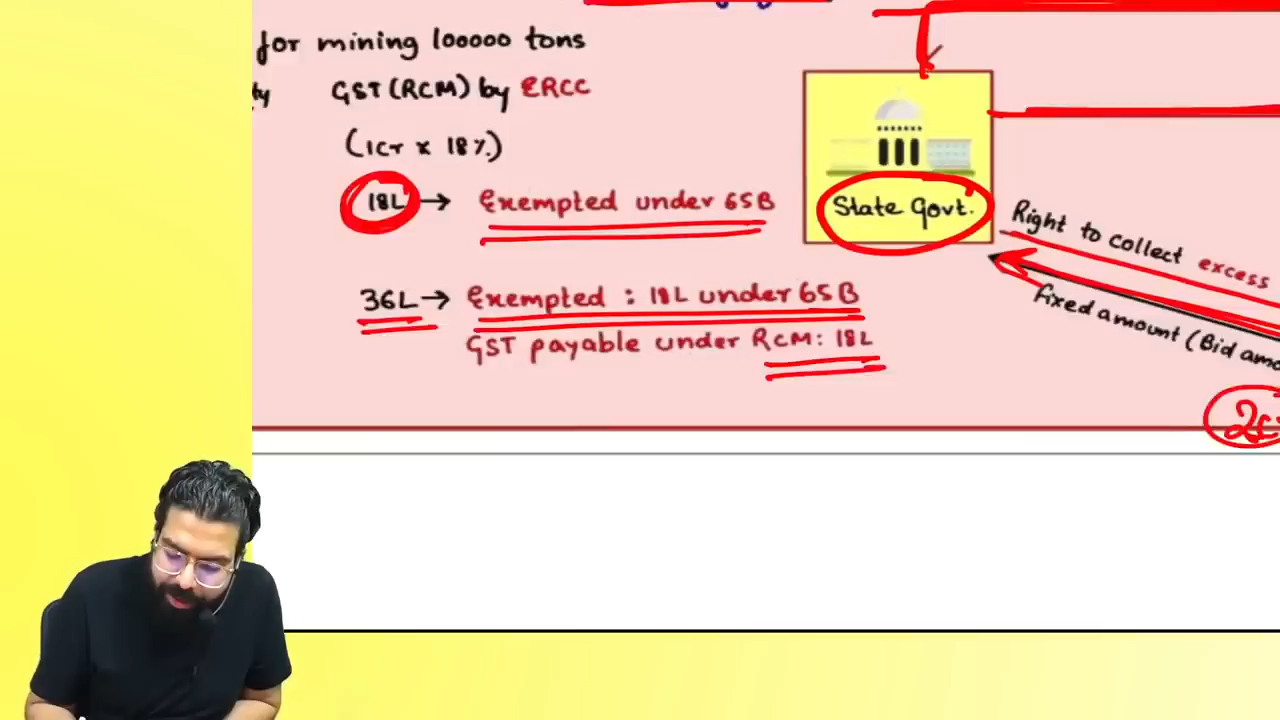 for mining 100000 tons
ty GST (RCM) by ERCC
(1cr x 18%)
18L → Exempted under 65B
36L → Exempted : 18L under 65B
GST payable under RCM: 18L
State Govt.
Right to collect excess
fixed amount (Bid amo